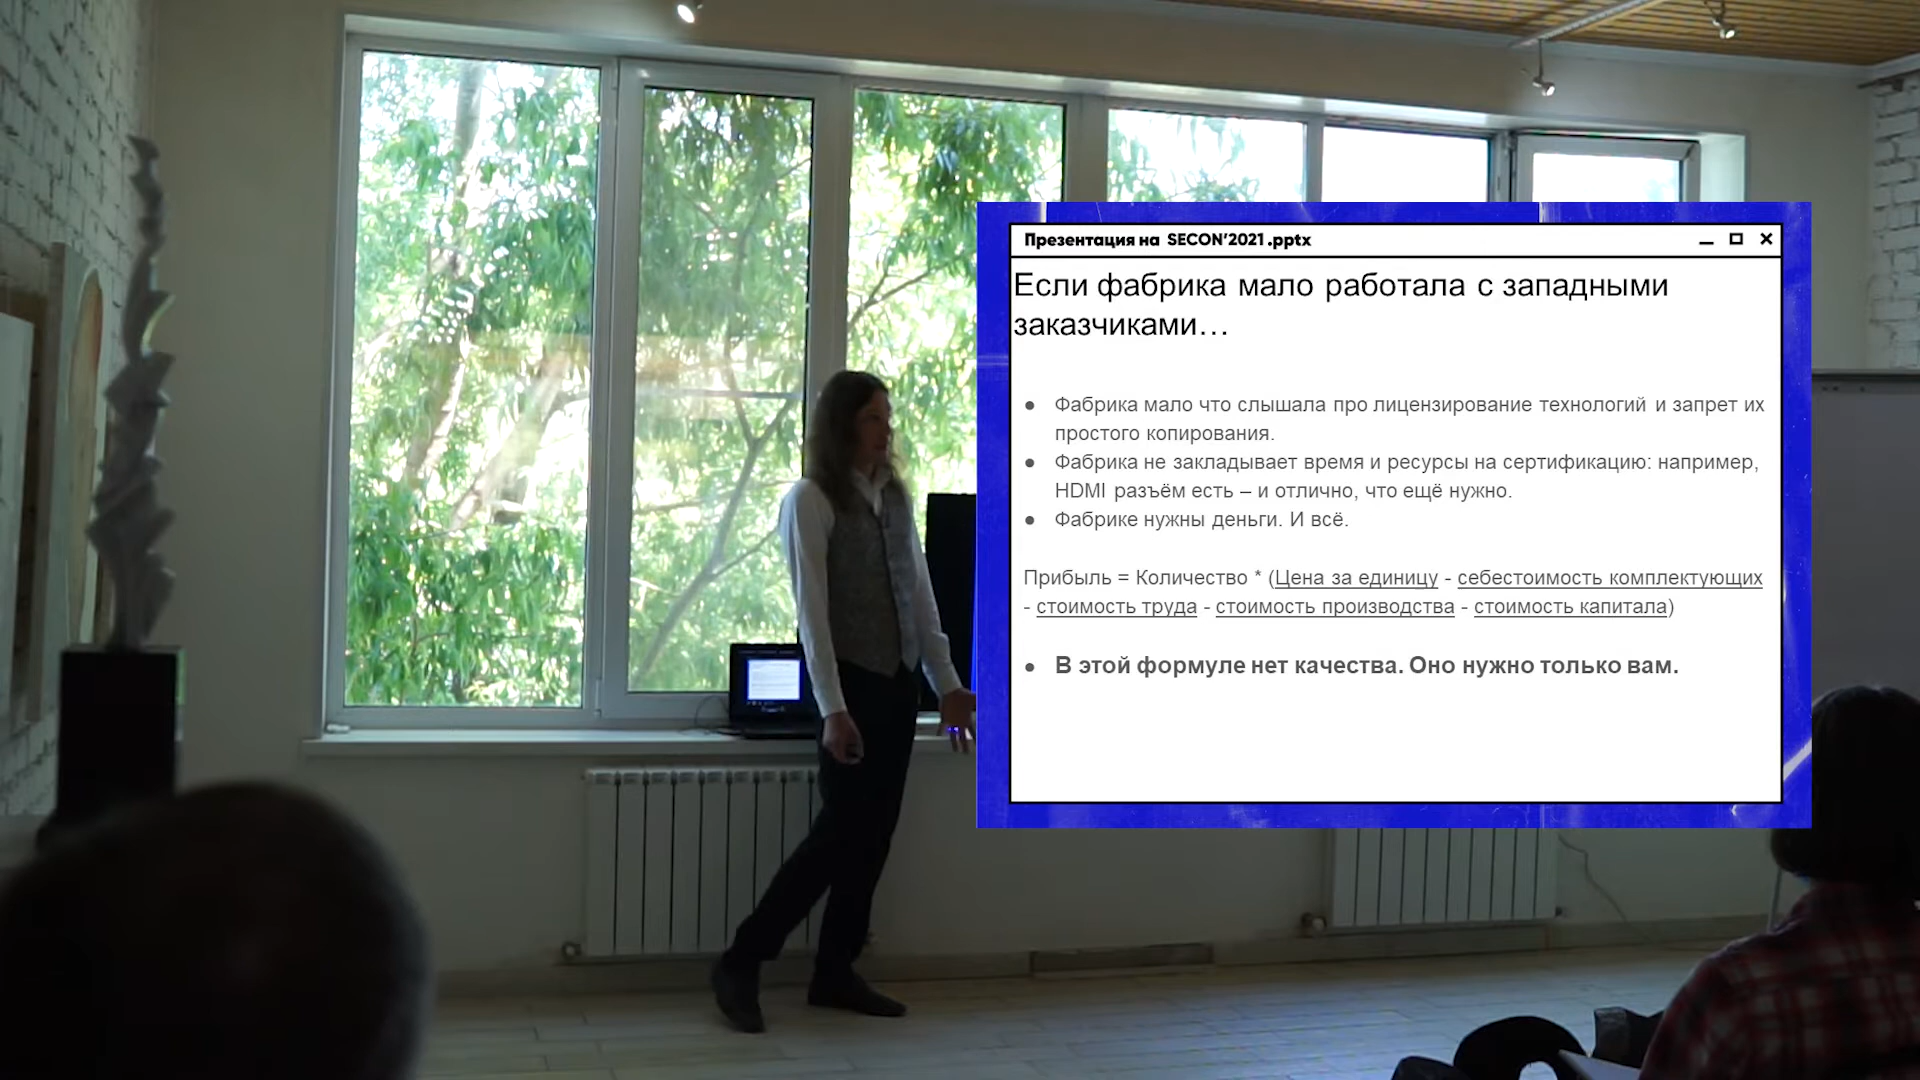 Презентация на SECON'2021.pptx
Если фабрика мало работала с западными
заказчиками…
● Фабрика мало что слышала про лицензирование технологий и запрет их
простого копирования.
● Фабрика не закладывает время и ресурсы на сертификацию: например,
HDMI разъём есть – и отлично, что ещё нужно.
● Фабрике нужны деньги. И всё.
Прибыль = Количество * (Цена за единицу - себестоимость комплектующих
- стоимость труда - стоимость производства - стоимость капитала)
● В этой формуле нет качества. Оно нужно только вам.